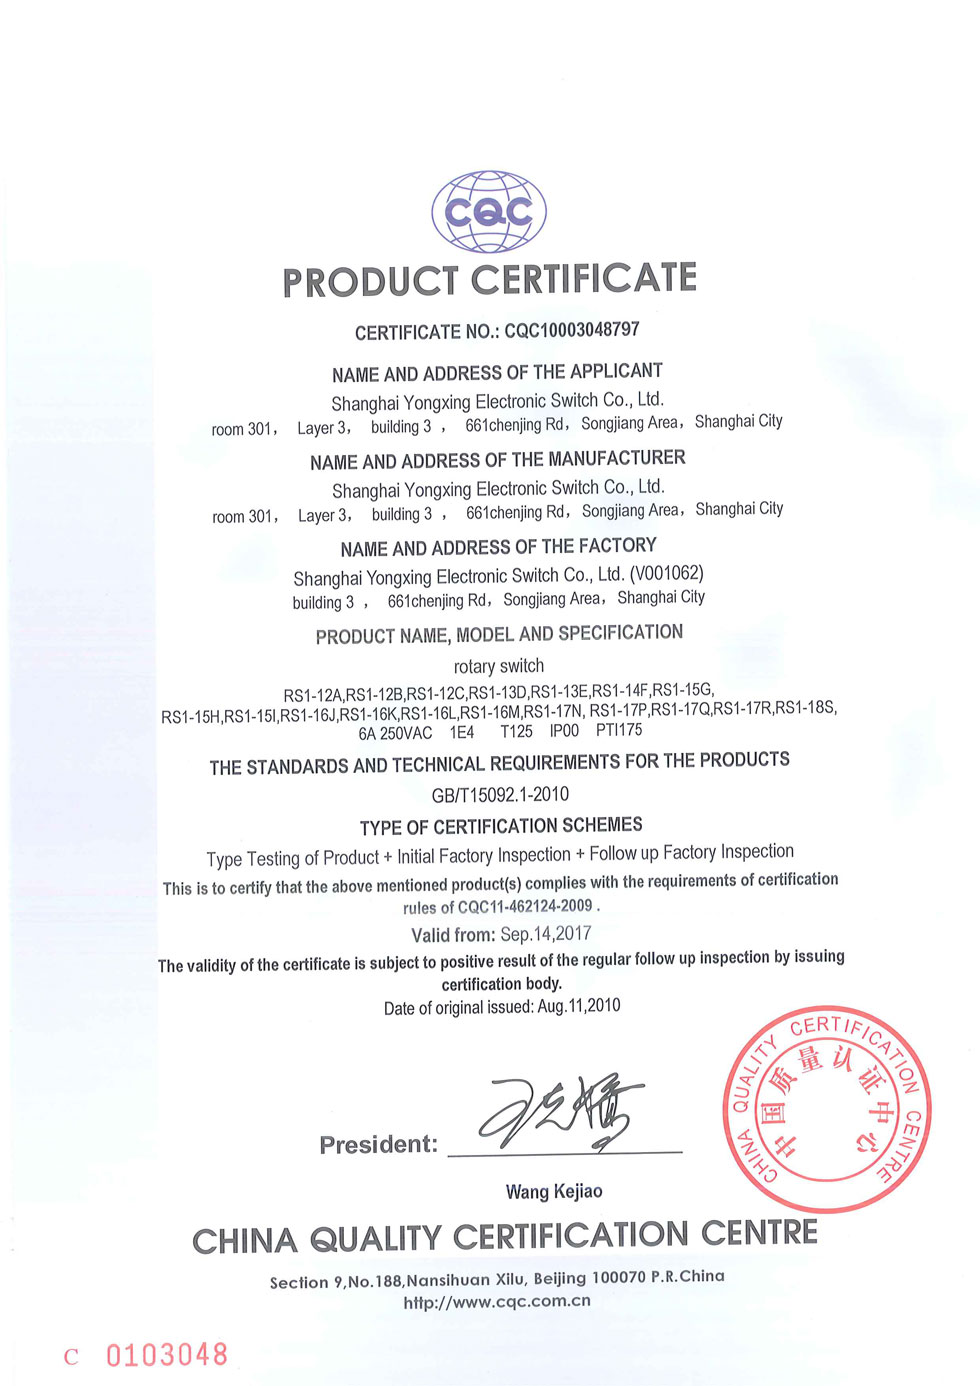 CQC
PRODUCT CERTIFICATE
CERTIFICATE NO.: CQC10003048797
NAME AND ADDRESS OF THE APPLICANT
Shanghai Yongxing Electronic Switch Co., Ltd.
room 301， Layer 3， building 3 ， 661chenjing Rd，Songjiang Area，Shanghai City
NAME AND ADDRESS OF THE MANUFACTURER
Shanghai Yongxing Electronic Switch Co., Ltd.
room 301， Layer 3， building 3 ， 661chenjing Rd，Songjiang Area，Shanghai City
NAME AND ADDRESS OF THE FACTORY
Shanghai Yongxing Electronic Switch Co., Ltd. (V001062)
building 3 ， 661chenjing Rd，Songjiang Area，Shanghai City
PRODUCT NAME, MODEL AND SPECIFICATION
rotary switch
RS1-12A,RS1-12B,RS1-12C,RS1-13D,RS1-13E,RS1-14F,RS1-15G,
RS1-15H,RS1-15I,RS1-16J,RS1-16K,RS1-16L,RS1-16M,RS1-17N, RS1-17P,RS1-17Q,RS1-17R,RS1-18S,
6A 250VAC 1E4 T125 IP00 PTI175
THE STANDARDS AND TECHNICAL REQUIREMENTS FOR THE PRODUCTS
GB/T15092.1-2010
TYPE OF CERTIFICATION SCHEMES
Type Testing of Product + Initial Factory Inspection + Follow up Factory Inspection
This is to certify that the above mentioned product(s) complies with the requirements of certification
rules of CQC11-462124-2009 .
Valid from: Sep.14,2017
The validity of the certificate is subject to positive result of the regular follow up inspection by issuing
certification body.
Date of original issued: Aug.11,2010
CHINA QUALITY CERTIFICATION CENTRE
中国质量认证中心
President:
Wang Kejiao
CHINA QUALITY CERTIFICATION CENTRE
Section 9,No.188,Nansihuan Xilu, Beijing 100070 P.R.China
http://www.cqc.com.cn
C 0103048